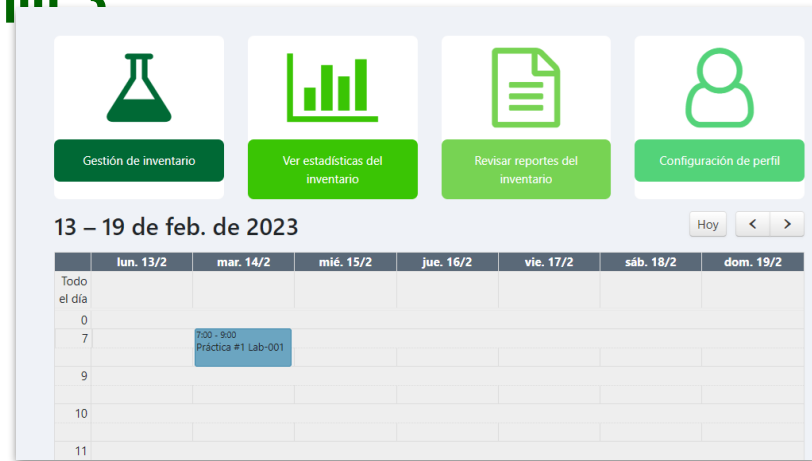 Gestión de inventario
Ver estadísticas del
inventario
Revisar reportes del
inventario
Configuración de perfil
13 – 19 de feb. de 2023
Hoy < >
lun. 13/2 mar. 14/2 mié. 15/2 jue. 16/2 vie. 17/2 sáb. 18/2 dom. 19/2
Todo
el día
0
7
7:00 - 9:00
Práctica #1 Lab-001
9
10
11